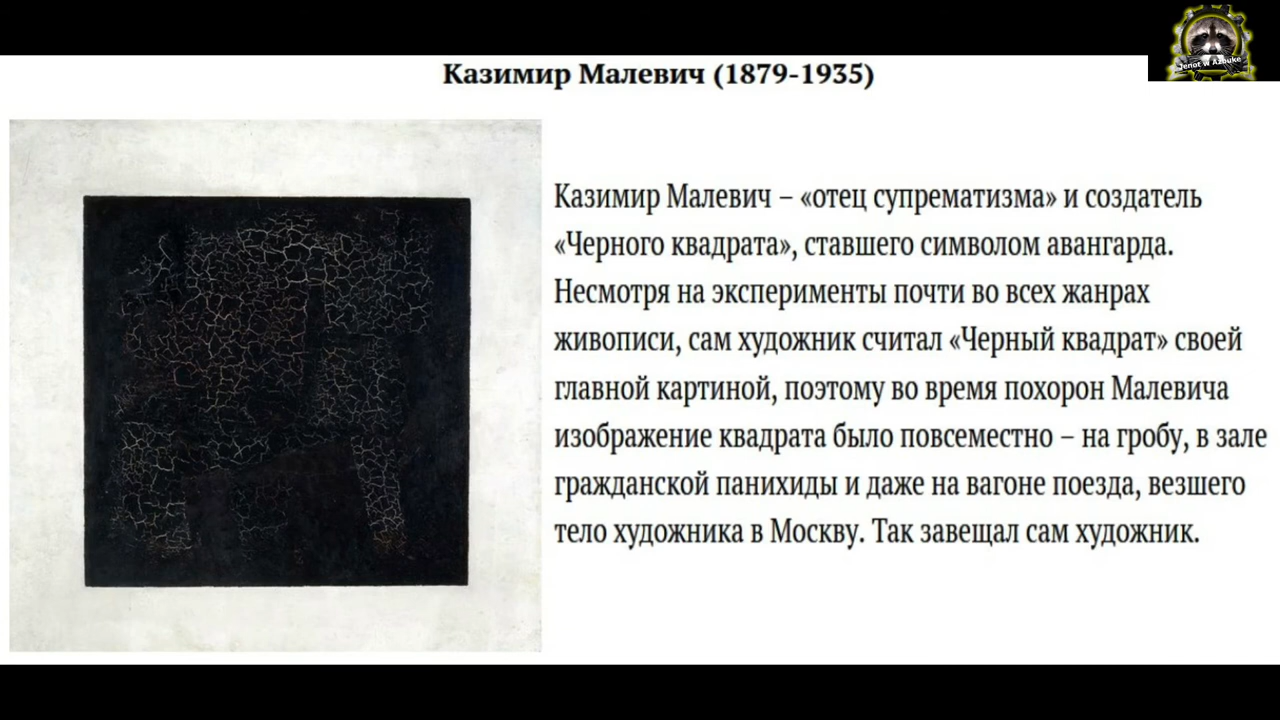 Jenot W Azbuke
Казимир Малевич (1879-1935)
Казимир Малевич – «отец супрематизма» и создатель
«Черного квадрата», ставшего символом авангарда.
Несмотря на эксперименты почти во всех жанрах
живописи, сам художник считал «Черный квадрат» своей
главной картиной, поэтому во время похорон Малевича
изображение квадрата было повсеместно – на гробу, в зале
гражданской панихиды и даже на вагоне поезда, везшего
тело художника в Москву. Так завещал сам художник.